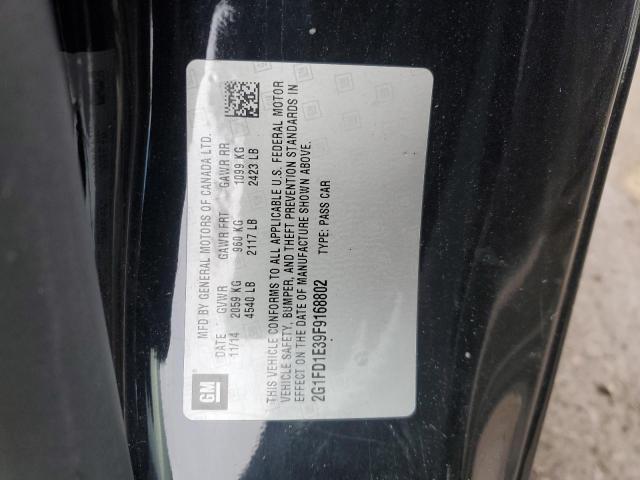 GM
MFD BY GENERAL MOTORS OF CANADA LTD.
DATE GVWR GAWR FRT GAWR RR
11/14 2059 KG 960 KG 1099 KG
4540 LB 2117 LB 2423 LB
THIS VEHICLE CONFORMS TO ALL APPLICABLE U.S. FEDERAL MOTOR
VEHICLE SAFETY, BUMPER, AND THEFT PREVENTION STANDARDS IN
EFFECT ON THE DATE OF MANUFACTURE SHOWN ABOVE.
2G1FD1E39F9168802 TYPE: PASS CAR